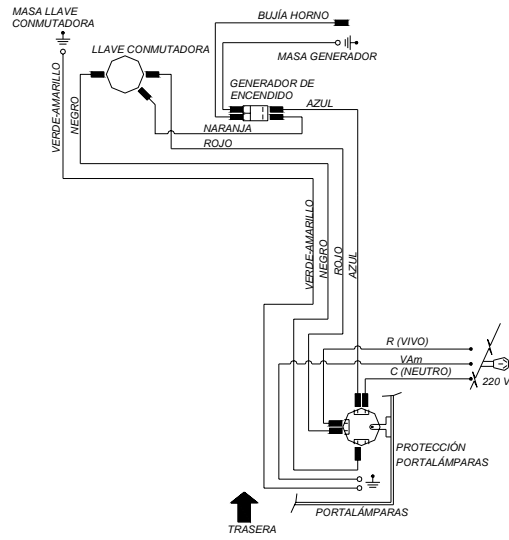 MASA LLAVE
CONMUTADORA
BUJÍA HORNO
LLAVE CONMUTADORA
MASA GENERADOR
GENERADOR DE
ENCENDIDO
AZUL
NARANJA
ROJO
VERDE-AMARILLO
NEGRO
VERDE-AMARILLO
NEGRO
ROJO
AZUL
R (VIVO)
VAm
C (NEUTRO)
220 V
PROTECCIÓN
PORTALÁMPARAS
PORTALÁMPARAS
TRASERA